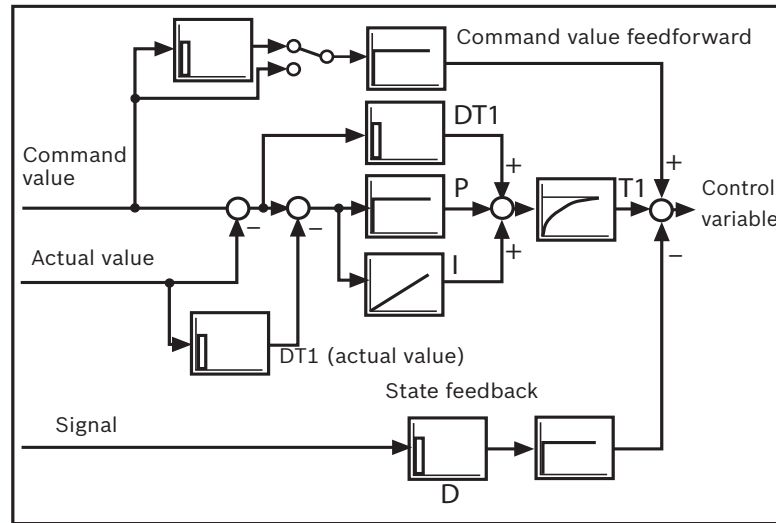 Command value feedforward
DT1
+
Command
value
P
+
T1
+
Control
variable
−
−
+
−
Actual value
I
DT1 (actual value)
State feedback
Signal
D